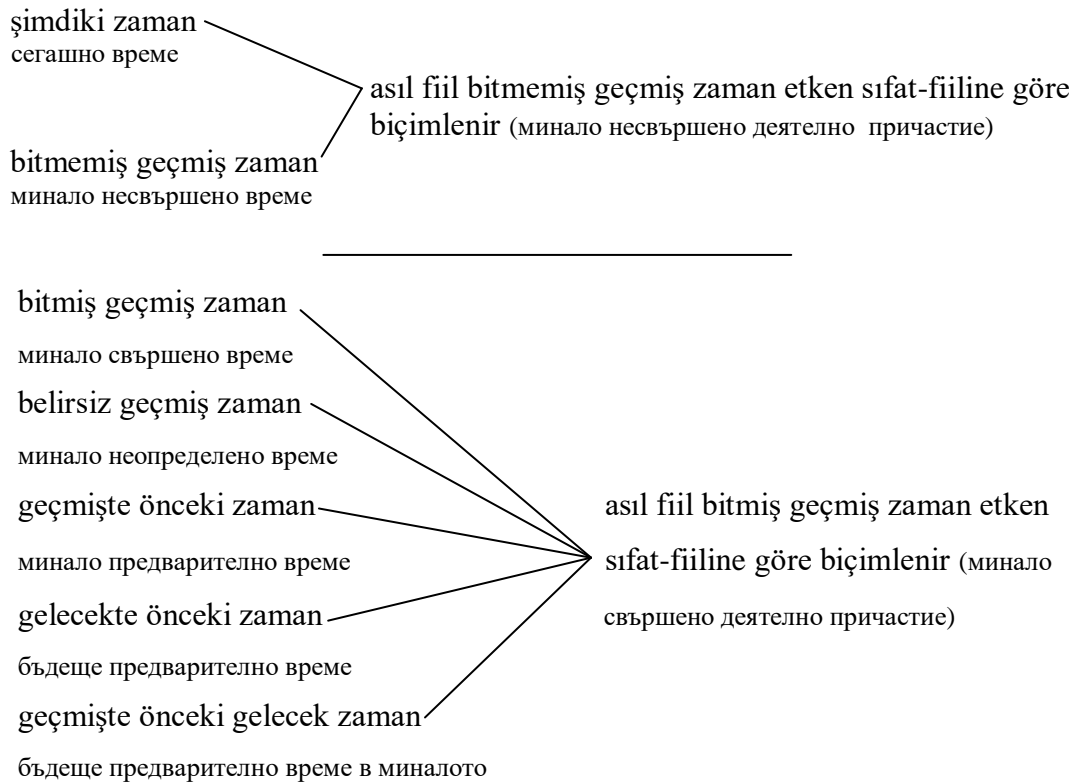 şimdiki zaman
сегашно време
asıl fiil bitmemiş geçmiş zaman etken sıfat-fiiline göre
biçimlenir (минало несвършено деятелно причастие)
bitmemiş geçmiş zaman
минало несвършено време
bitmiş geçmiş zaman
минало свършено време
belirsiz geçmiş zaman
минало неопределено време
geçmişte önceki zaman
минало предварително време
gelecekte önceki zaman
бъдеще предварително време
geçmişte önceki gelecek zaman
бъдеще предварително време в миналото
asıl fiil bitmiş geçmiş zaman etken
sıfat-fiiline göre biçimlenir (минало
свършено деятелно причастие)